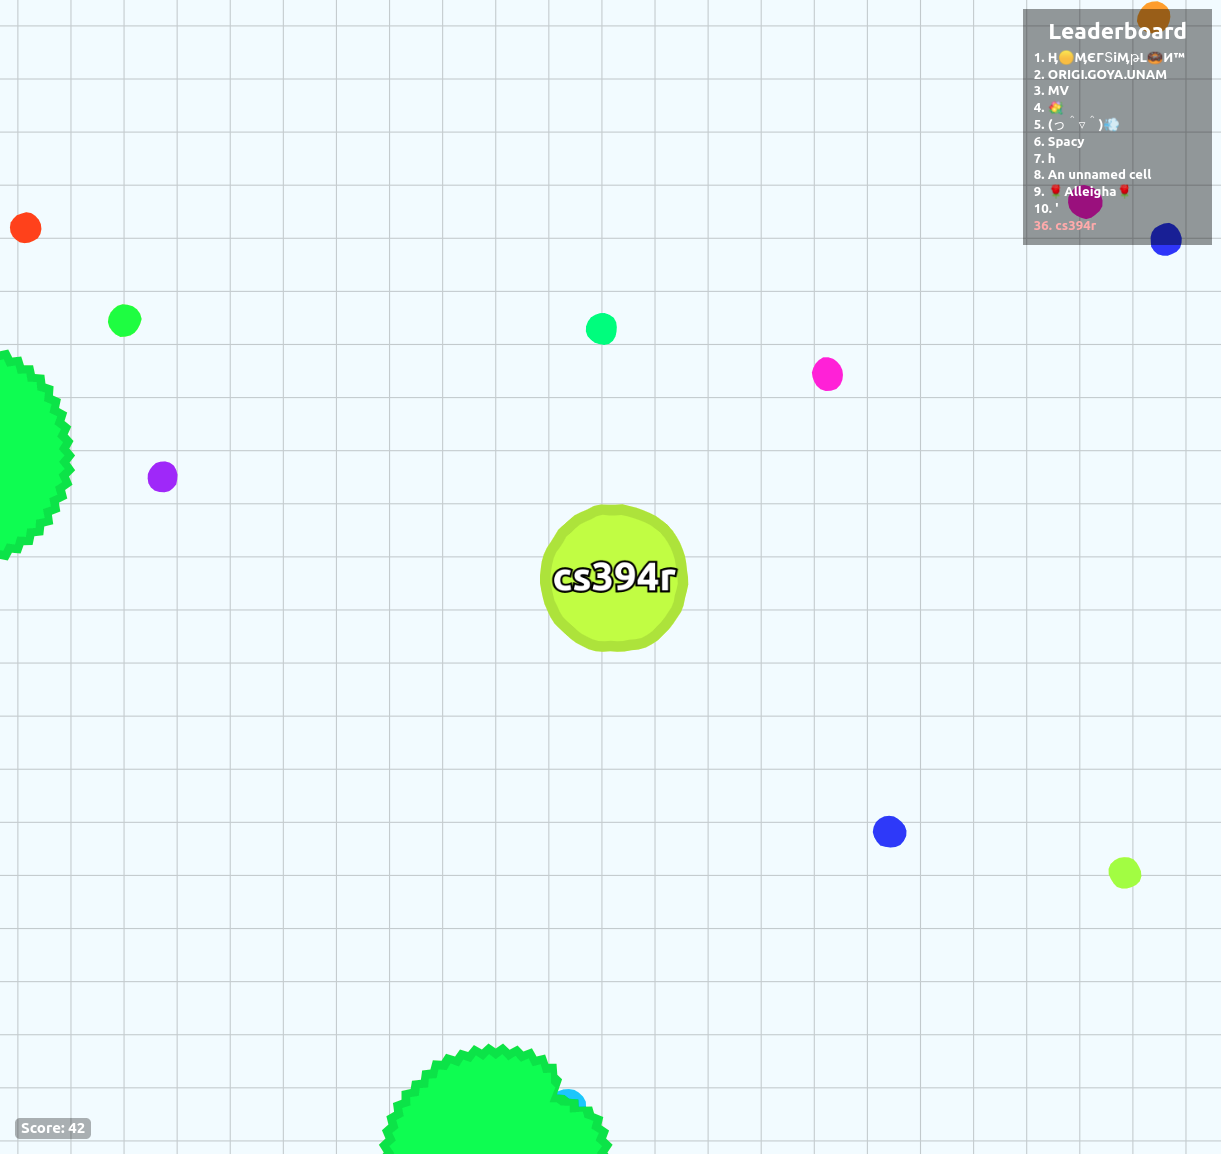 Leaderboard
1. Ң🟡ӍЄГЅiӍթL🍩И™
2. ORIGI.GOYA.UNAM
3. MV
4.
5. (っ＾▿＾)💨
6. Spacy
7. h
8. An unnamed cell
9. 🌹Alleigha🌹
10. '
36. cs394r
cs394r
Score: 42